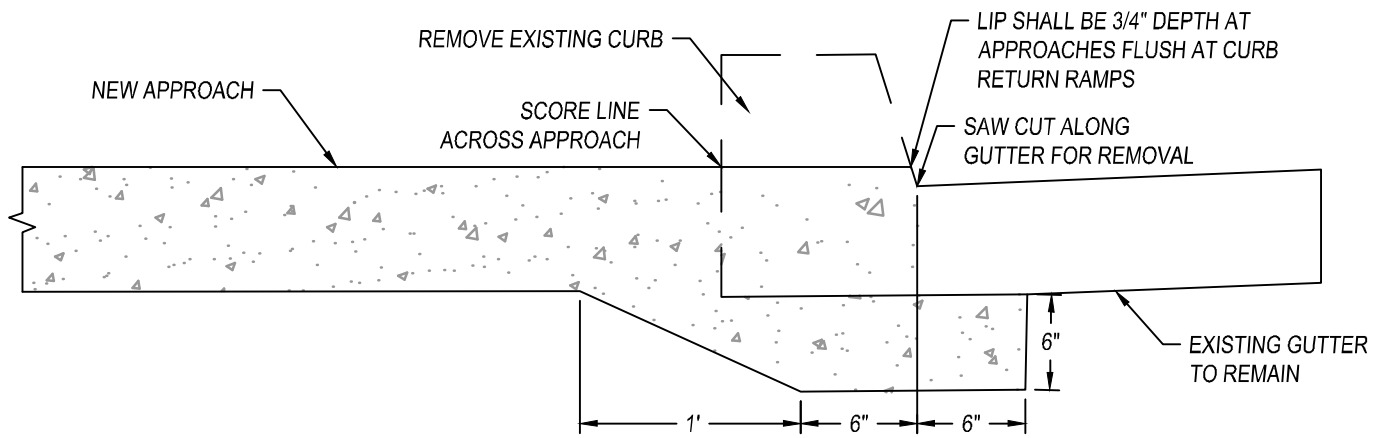 LIP SHALL BE 3/4" DEPTH AT
APPROACHES FLUSH AT CURB
RETURN RAMPS
REMOVE EXISTING CURB
NEW APPROACH
SCORE LINE
ACROSS APPROACH
SAW CUT ALONG
GUTTER FOR REMOVAL
6"
EXISTING GUTTER
TO REMAIN
1'
6"
6"